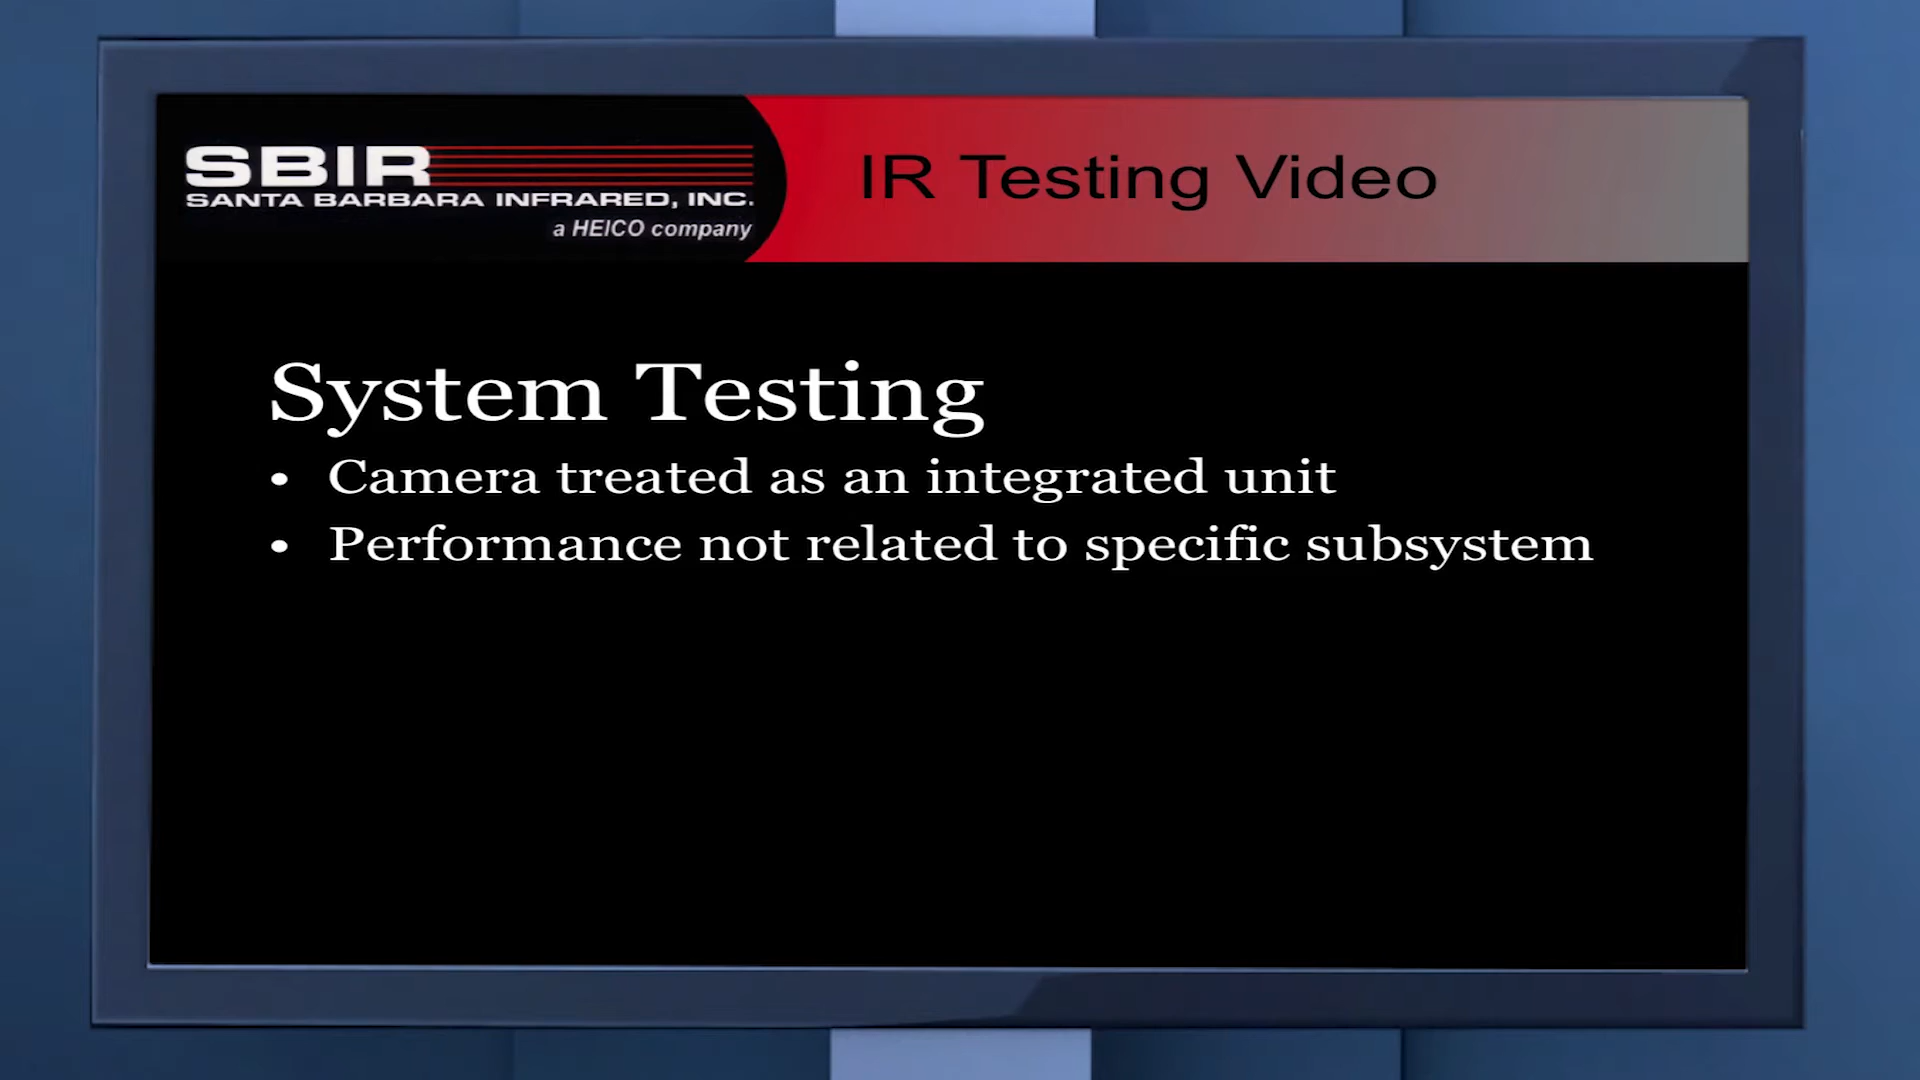 SBIR
SANTA BARBARA INFRARED, INC.
a HEICO company
IR Testing Video
System Testing
• Camera treated as an integrated unit
• Performance not related to specific subsystem